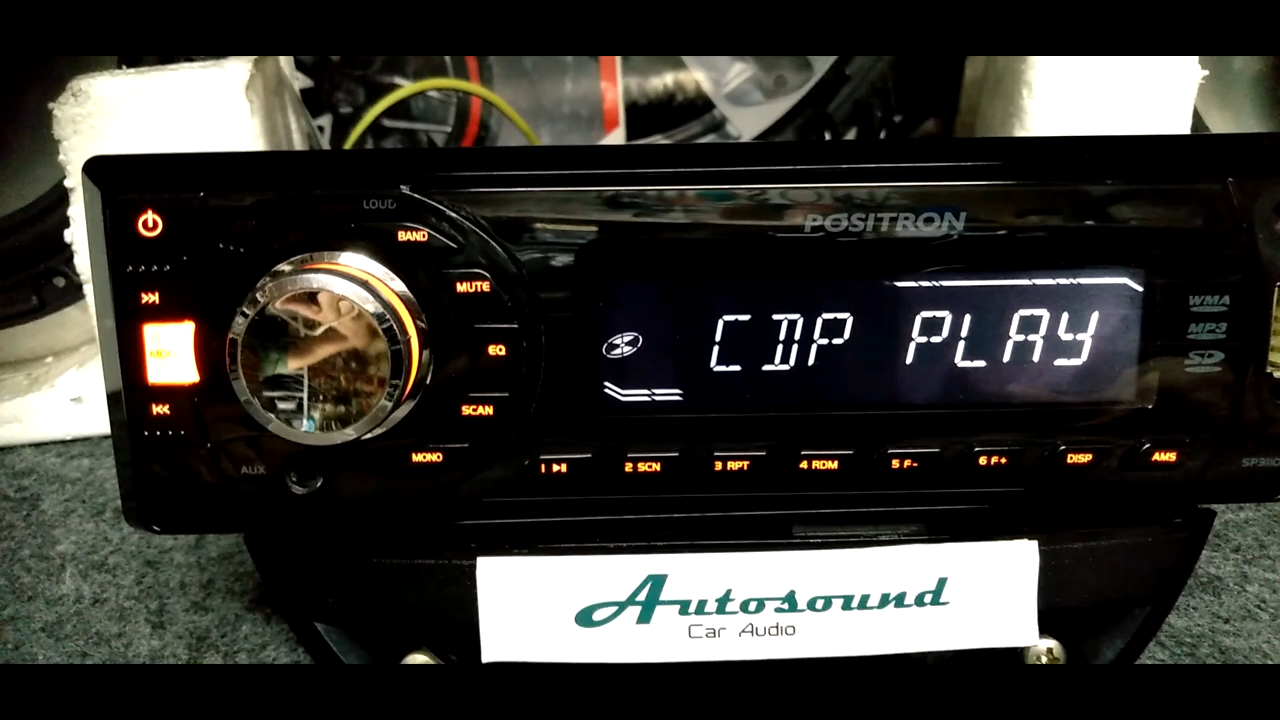 LOUD
BAND
POSITRON
MUTE
CDP PLAY
WMA
MP3
SD
EQ
SCAN
MONO
AUX
1 2 SCN 3 RPT 4 RDM 5 F- 6 F+ DISP AMS
Autosound
Car Audio